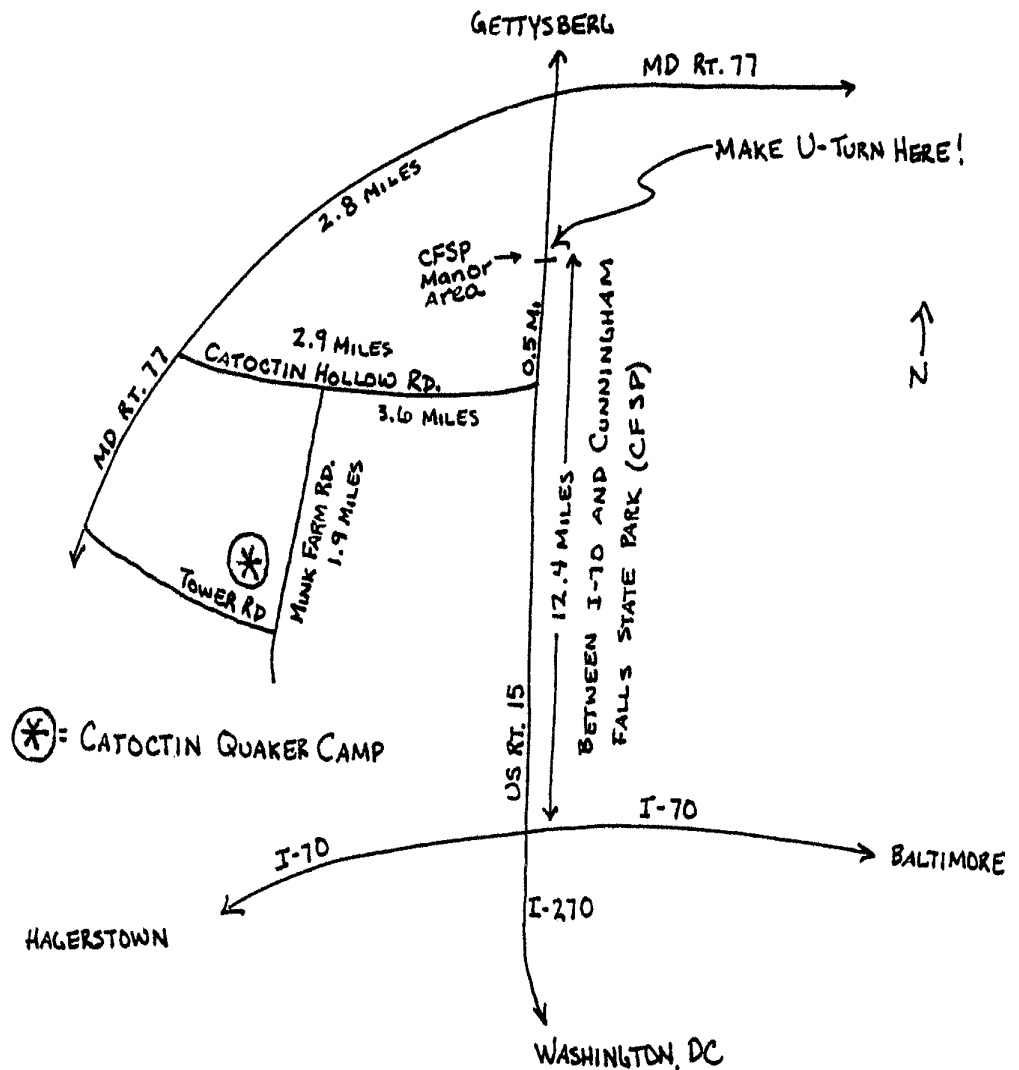 GETTYSBERG
MD RT. 77
MAKE U-TURN HERE!
2.8 MILES
CFSP
Manor
Area
0.5 MI.
2.9 MILES
CATOCTIN HOLLOW RD.
3.6 MILES
MD RT. 77
N
MINK FARM RD.
1.9 MILES
TOWER RD
12.4 MILES
BETWEEN I-70 AND CUNNINGHAM
FALLS STATE PARK (CFSP)
US RT. 15
= CATOCTIN QUAKER CAMP
I-70
I-70
BALTIMORE
HAGERSTOWN
I-270
WASHINGTON, DC